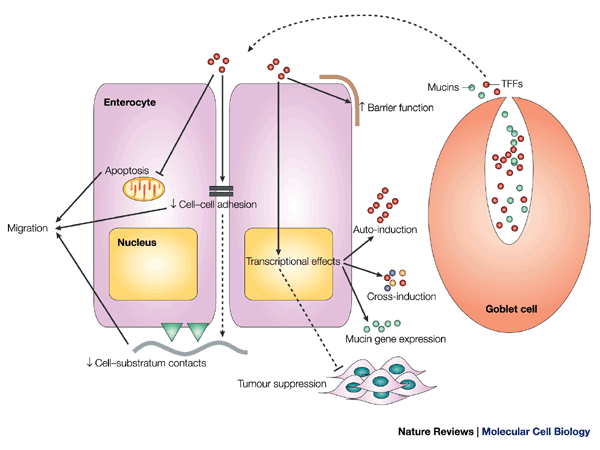 Mucins
TFFs
Enterocyte
↑ Barrier function
Apoptosis
↓ Cell–cell adhesion
Auto-induction
Migration
Nucleus
Transcriptional effects
Cross-induction
Goblet cell
Mucin gene expression
↓ Cell–substratum contacts
Tumour suppression
Nature Reviews | Molecular Cell Biology